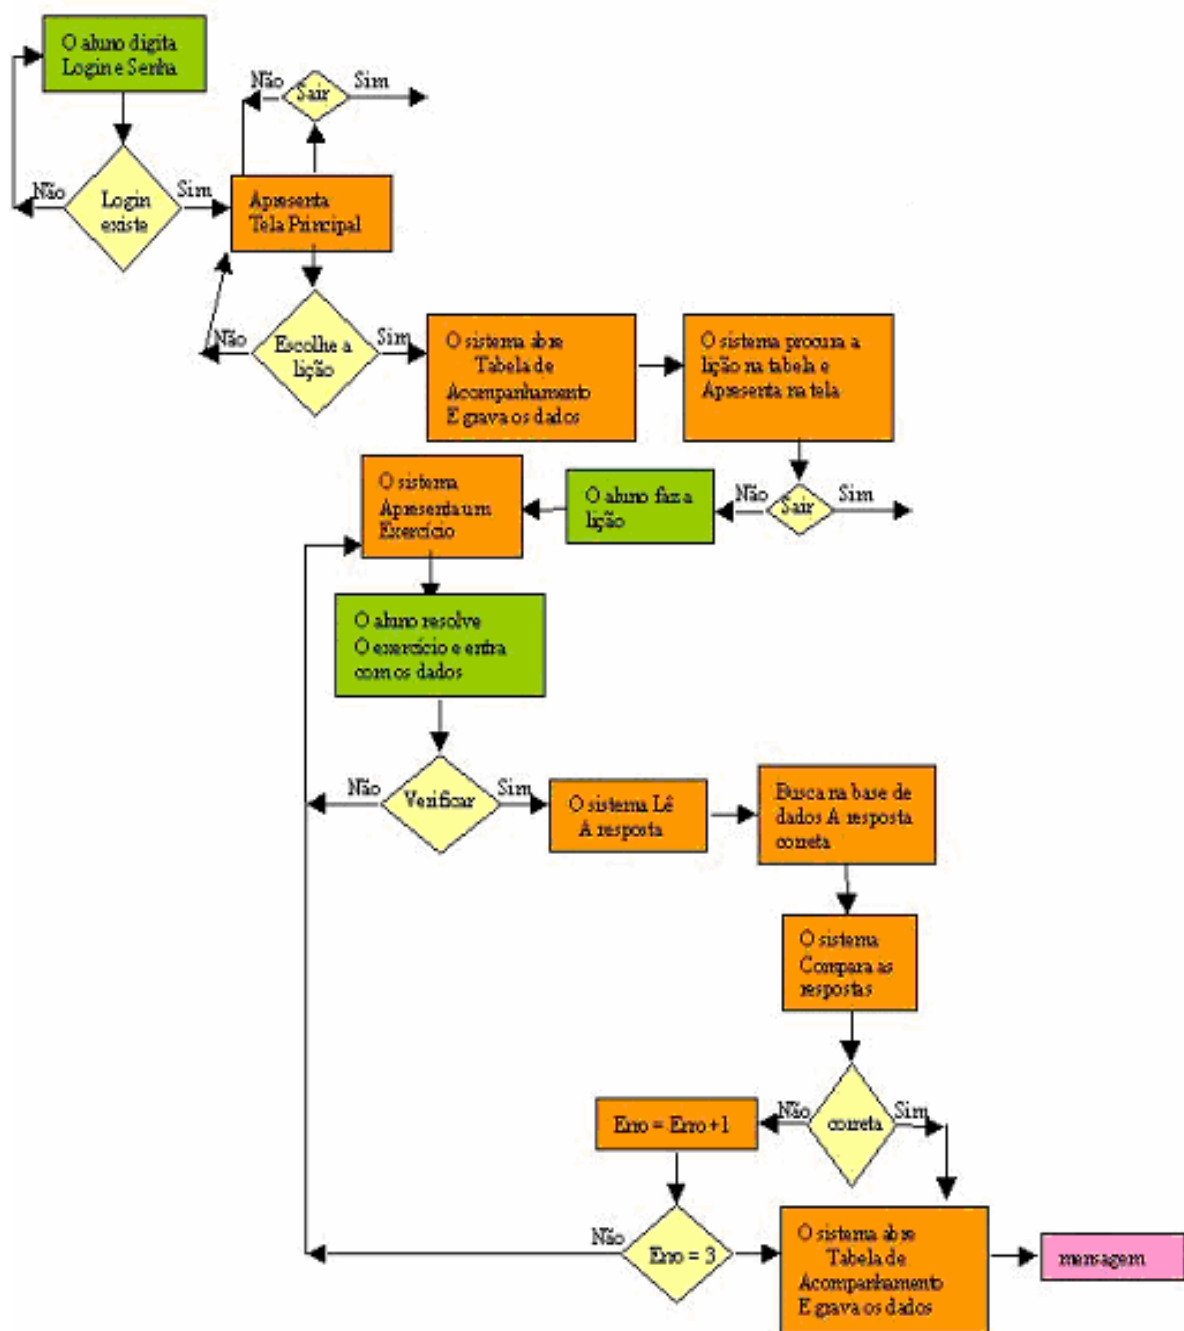 O aluno digita
Login e Senha
Não
Sair
Sim
Não
Login
existe
Sim
Apresenta
Tela Principal
Não
Escolhe a
lição
Sim
O sistema abre
Tabela de
Acompanhamento
E grava os dados
O sistema procura a
lição na tabela e
Apresenta na tela
O sistema
Apresenta um
Exercício
O aluno faz a
lição
Não
Sair
Sim
O aluno resolve
O exercício e entra
com os dados
Não
Verificar
Sim
O sistema Lê
A resposta
Busca na base de
dados A resposta
correta
O sistema
Compara as
respostas
Erro = Erro +1
Não
correta
Sim
Não
Erro = 3
O sistema abre
Tabela de
Acompanhamento
E grava os dados
mensagem